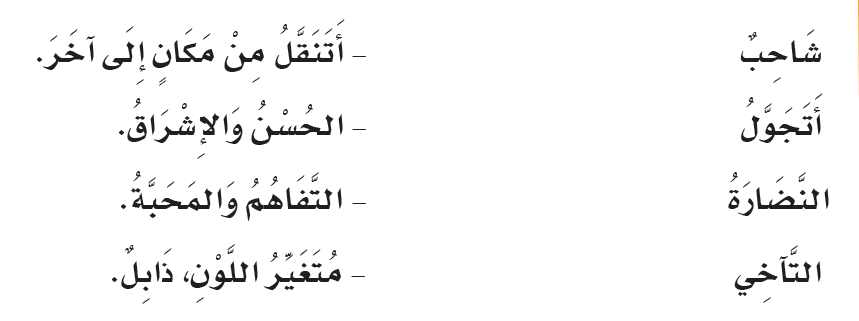 شَاحِبٌ – أَتَنَقَّلُ مِنْ مَكَانٍ إِلَى آخَرَ.
أَتَجَوَّلُ – الحُسْنُ وَالإِشْرَاقُ.
النَّضَارَةُ – التَّفَاهُمُ وَالمَحَبَّةُ.
التَّآخِي – مُتَغَيِّرُ اللَّوْنِ، ذَابِلٌ.